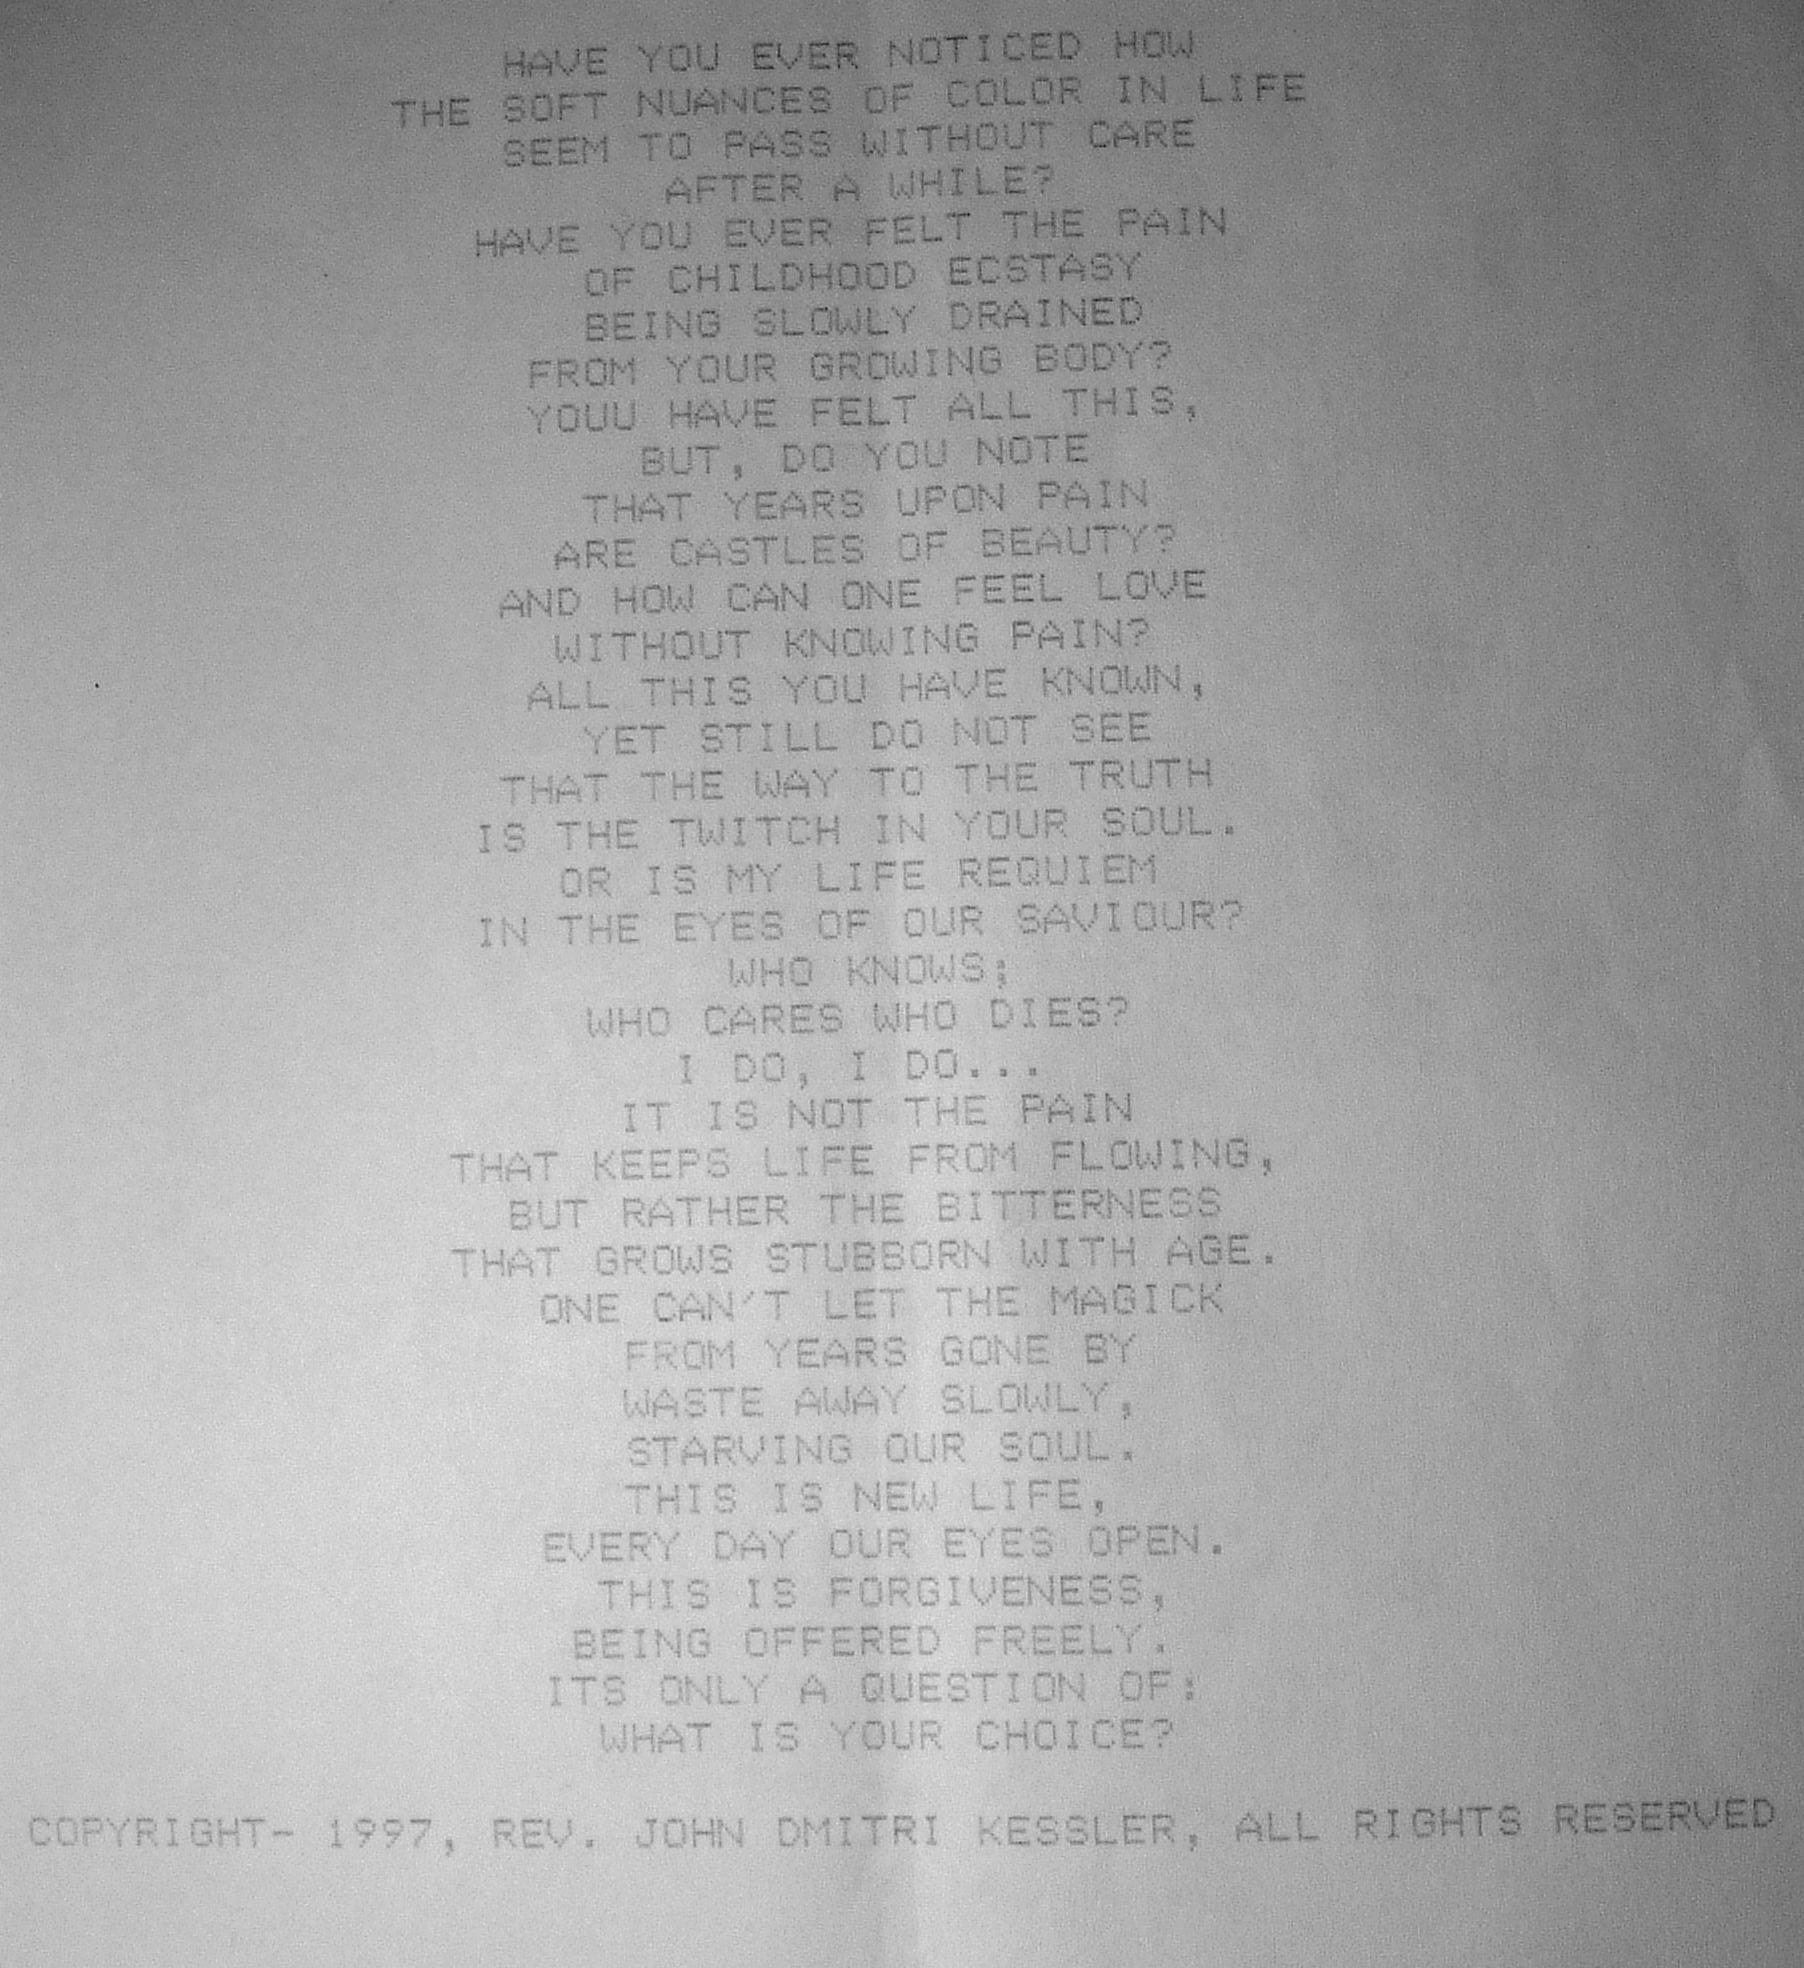 HAVE YOU EVER NOTICED HOW
THE SOFT NUANCES OF COLOR IN LIFE
SEEM TO PASS WITHOUT CARE
AFTER A WHILE?
HAVE YOU EVER FELT THE PAIN
OF CHILDHOOD ECSTASY
BEING SLOWLY DRAINED
FROM YOUR GROWING BODY?
YOUU HAVE FELT ALL THIS,
BUT, DO YOU NOTE
THAT YEARS UPON PAIN
ARE CASTLES OF BEAUTY?
AND HOW CAN ONE FEEL LOVE
WITHOUT KNOWING PAIN?
ALL THIS YOU HAVE KNOWN,
YET STILL DO NOT SEE
THAT THE WAY TO THE TRUTH
IS THE TWITCH IN YOUR SOUL.
OR IS MY LIFE REQUIEM
IN THE EYES OF OUR SAVIOUR?
WHO KNOWS;
WHO CARES WHO DIES?
I DO, I DO...
IT IS NOT THE PAIN
THAT KEEPS LIFE FROM FLOWING,
BUT RATHER THE BITTERNESS
THAT GROWS STUBBORN WITH AGE.
ONE CAN'T LET THE MAGICK
FROM YEARS GONE BY
WASTE AWAY SLOWLY,
STARVING OUR SOUL.
THIS IS NEW LIFE,
EVERY DAY OUR EYES OPEN.
THIS IS FORGIVENESS,
BEING OFFERED FREELY.
ITS ONLY A QUESTION OF:
WHAT IS YOUR CHOICE?
COPYRIGHT- 1997, REV. JOHN DMITRI KESSLER, ALL RIGHTS RESERVED